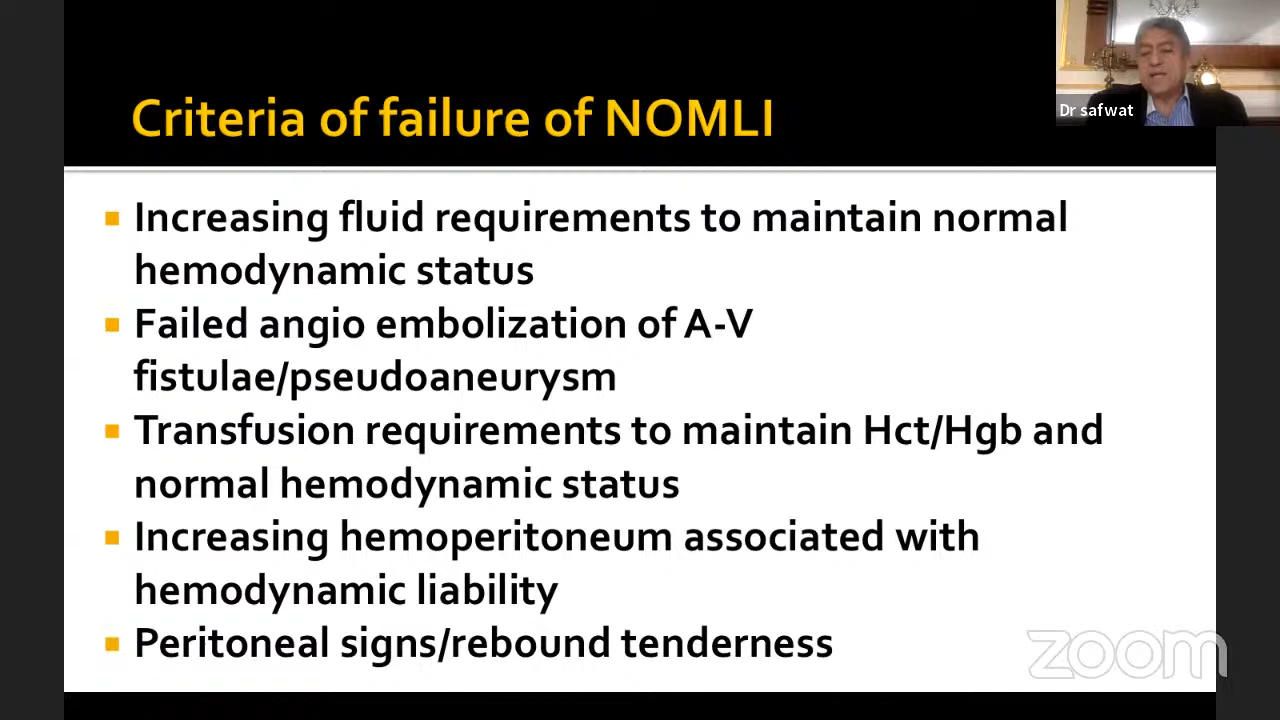 Criteria of failure of NOMLI
Dr safwat
■ Increasing fluid requirements to maintain normal
hemodynamic status
■ Failed angio embolization of A-V
fistulae/pseudoaneurysm
■ Transfusion requirements to maintain Hct/Hgb and
normal hemodynamic status
■ Increasing hemoperitoneum associated with
hemodynamic liability
■ Peritoneal signs/rebound tenderness
zoom